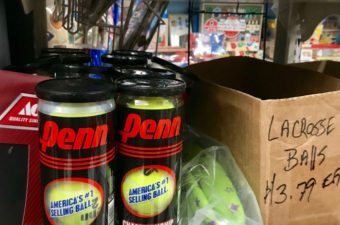 Penn
AMERICA'S #1
SELLING BALL.
Penn
AMERICA'S #1
SELLING BALL.
LACROSSE
BALLS
$3.79 EA